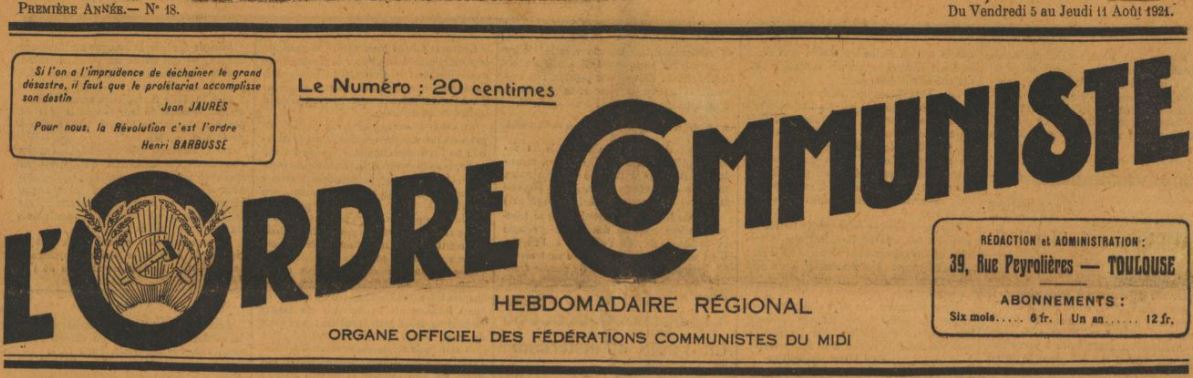 PREMIÈRE ANNÉE. — N° 18.
Du Vendredi 5 au Jeudi 11 Août 1921.
Si l'on a l'imprudence de déchaîner le grand
désastre, il faut que le prolétariat accomplisse
son destin
Jean JAURÈS
Pour nous, la Révolution c'est l'ordre
Henri BARBUSSE
Le Numéro : 20 centimes
L'ORDRE COMMUNISTE
HEBDOMADAIRE RÉGIONAL
ORGANE OFFICIEL DES FÉDÉRATIONS COMMUNISTES DU MIDI
RÉDACTION et ADMINISTRATION :
39, Rue Peyrolières — TOULOUSE
ABONNEMENTS :
Six mois..... 6 fr. | Un an...... 12 fr.